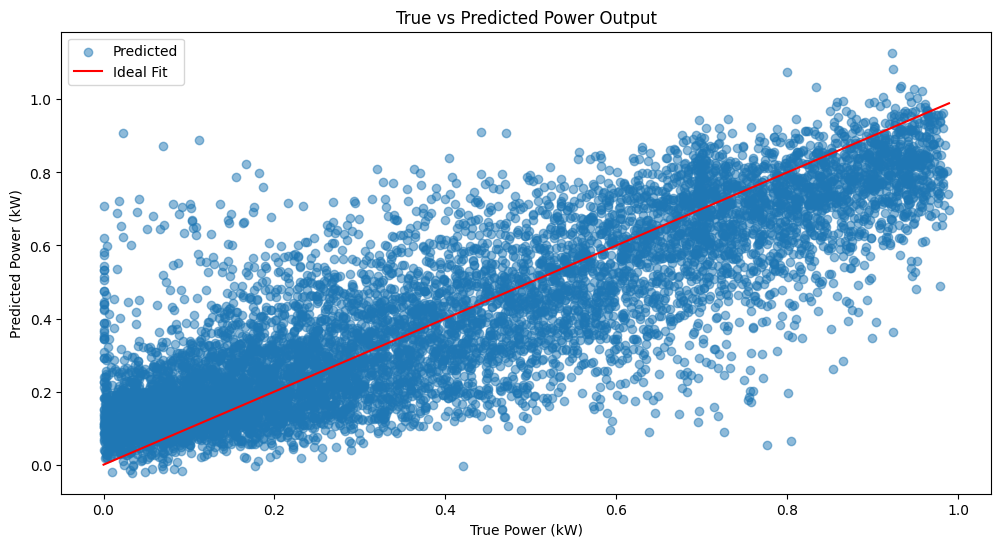 True vs Predicted Power Output
Predicted
Ideal Fit
Predicted Power (kW)
1.0
0.8
0.6
0.4
0.2
0.0
0.0 0.2 0.4 0.6 0.8 1.0
True Power (kW)